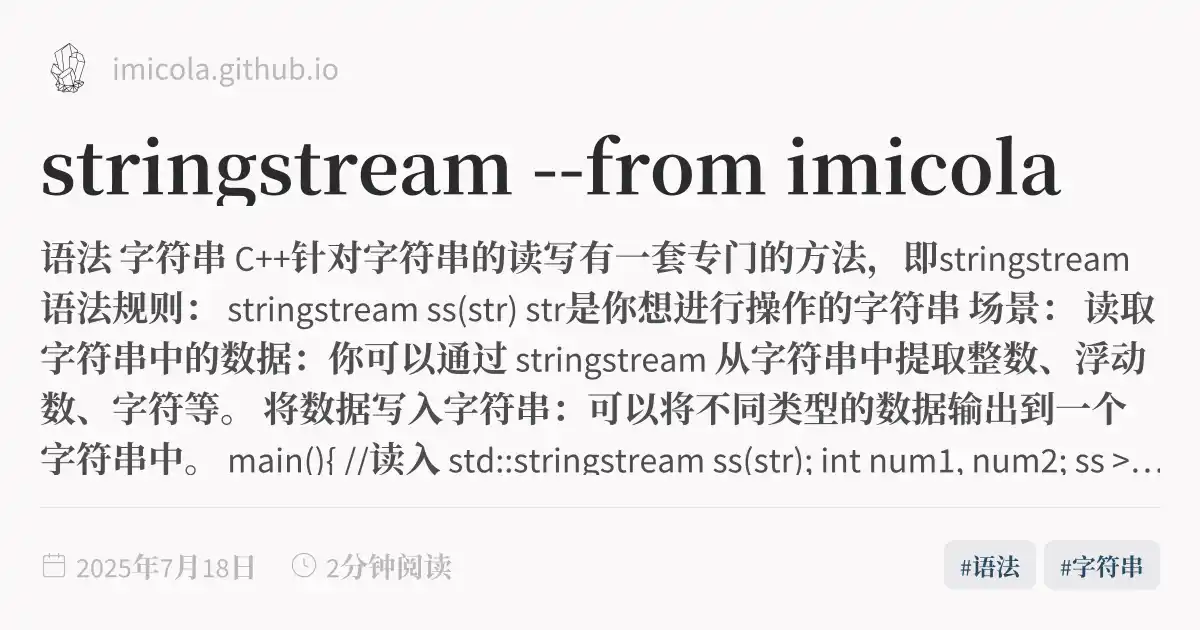 imicola.github.io
stringstream --from imicola
语法 字符串 C++针对字符串的读写有一套专门的方法，即stringstream
语法规则： stringstream ss(str) str是你想进行操作的字符串 场景： 读取
字符串中的数据：你可以通过 stringstream 从字符串中提取整数、浮动
数、字符等。 将数据写入字符串：可以将不同类型的数据输出到一个
字符串中。 main(){ //读入 std::stringstream ss(str); int num1, num2; ss >…
2025年7月18日 2分钟阅读 #语法 #字符串